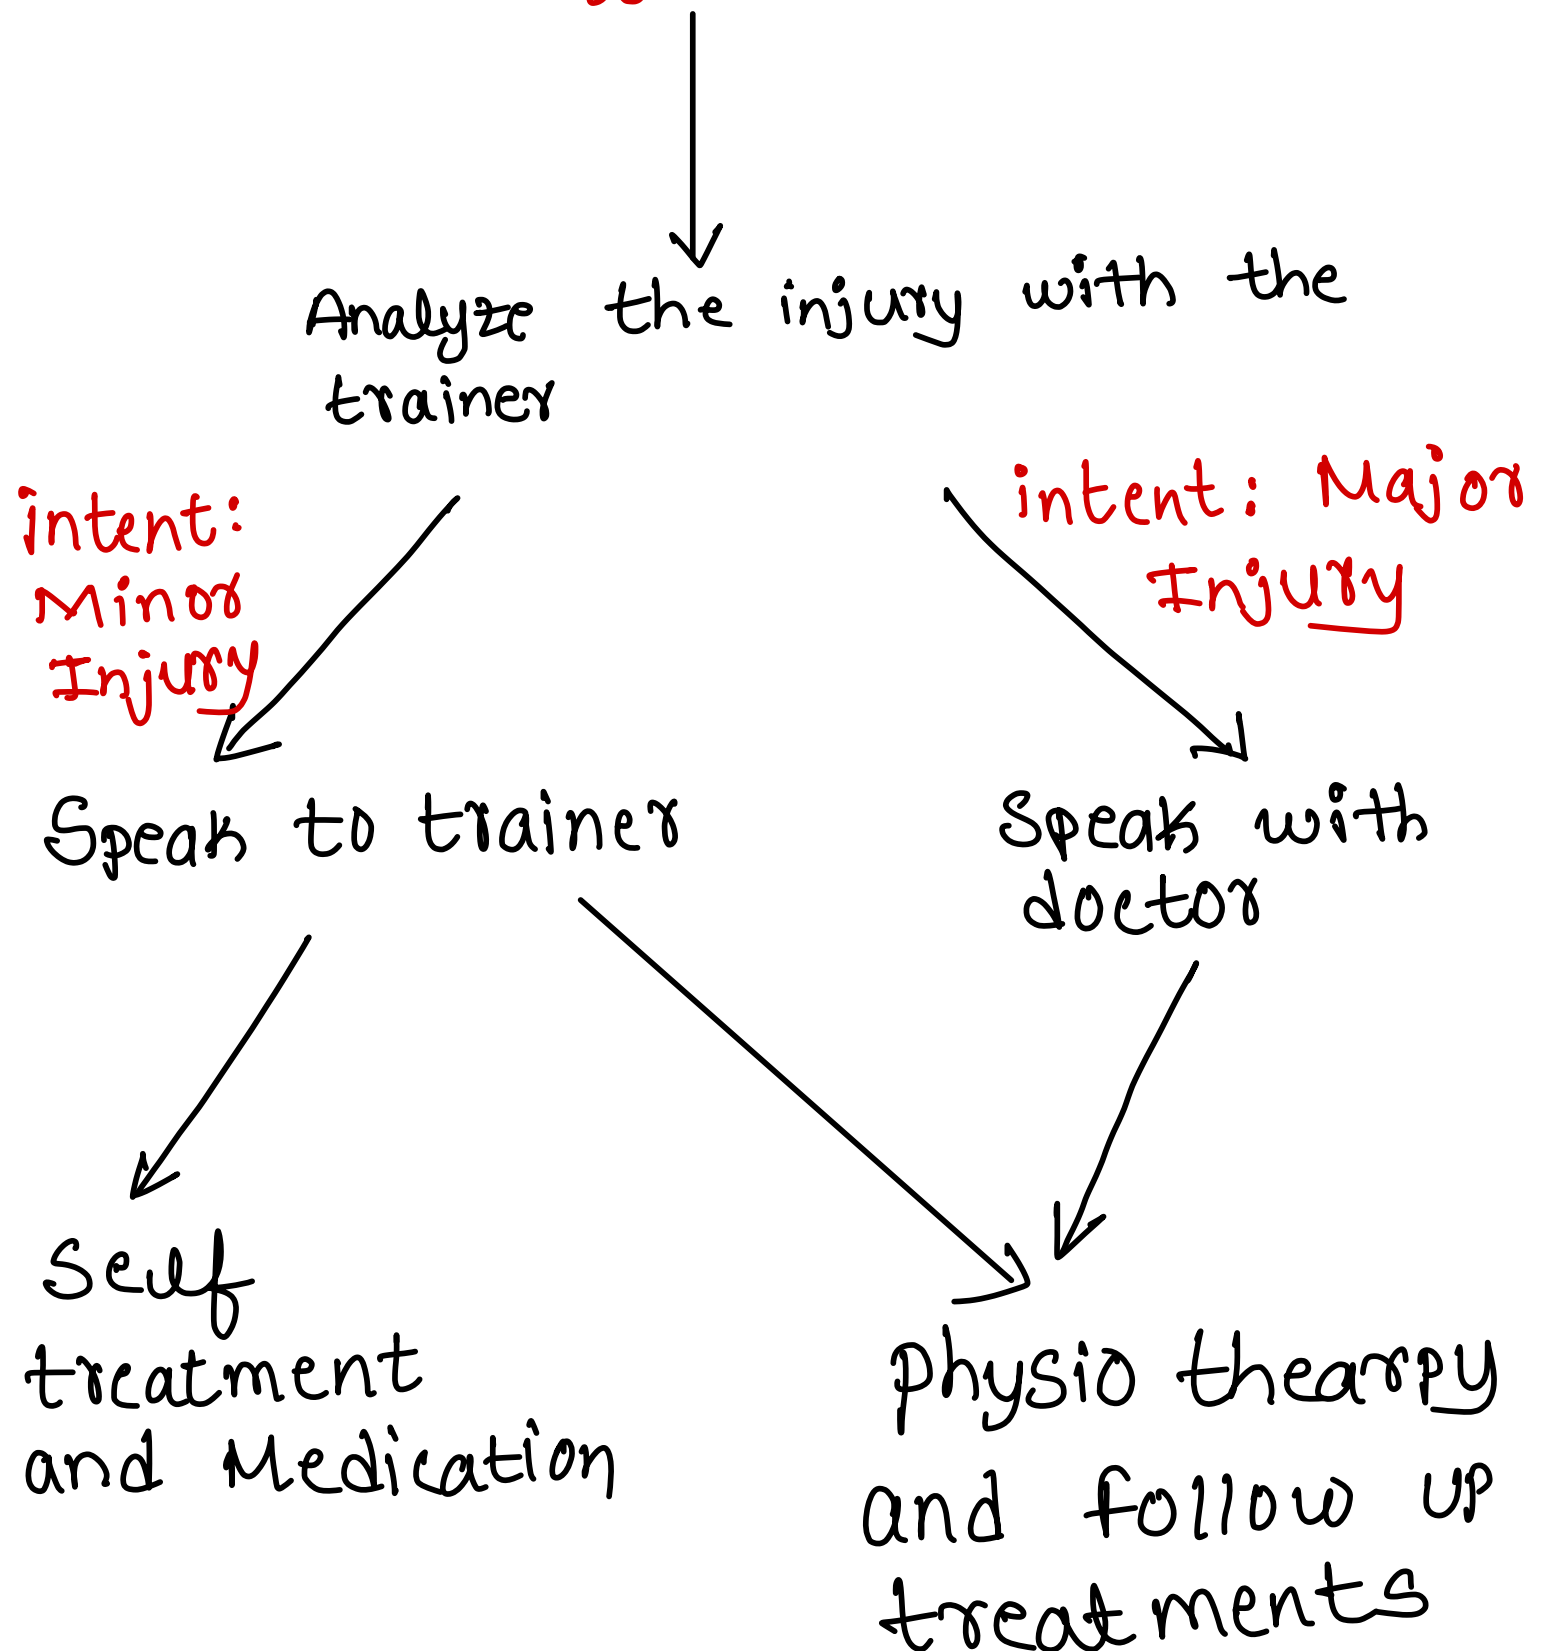 Analyze the injury with the
trainer
intent:
Minor
Injury
intent: Major
Injury
Speak to trainer
Speak with
doctor
Self
treatment
and Medication
physio thearpy
and follow up
treatments